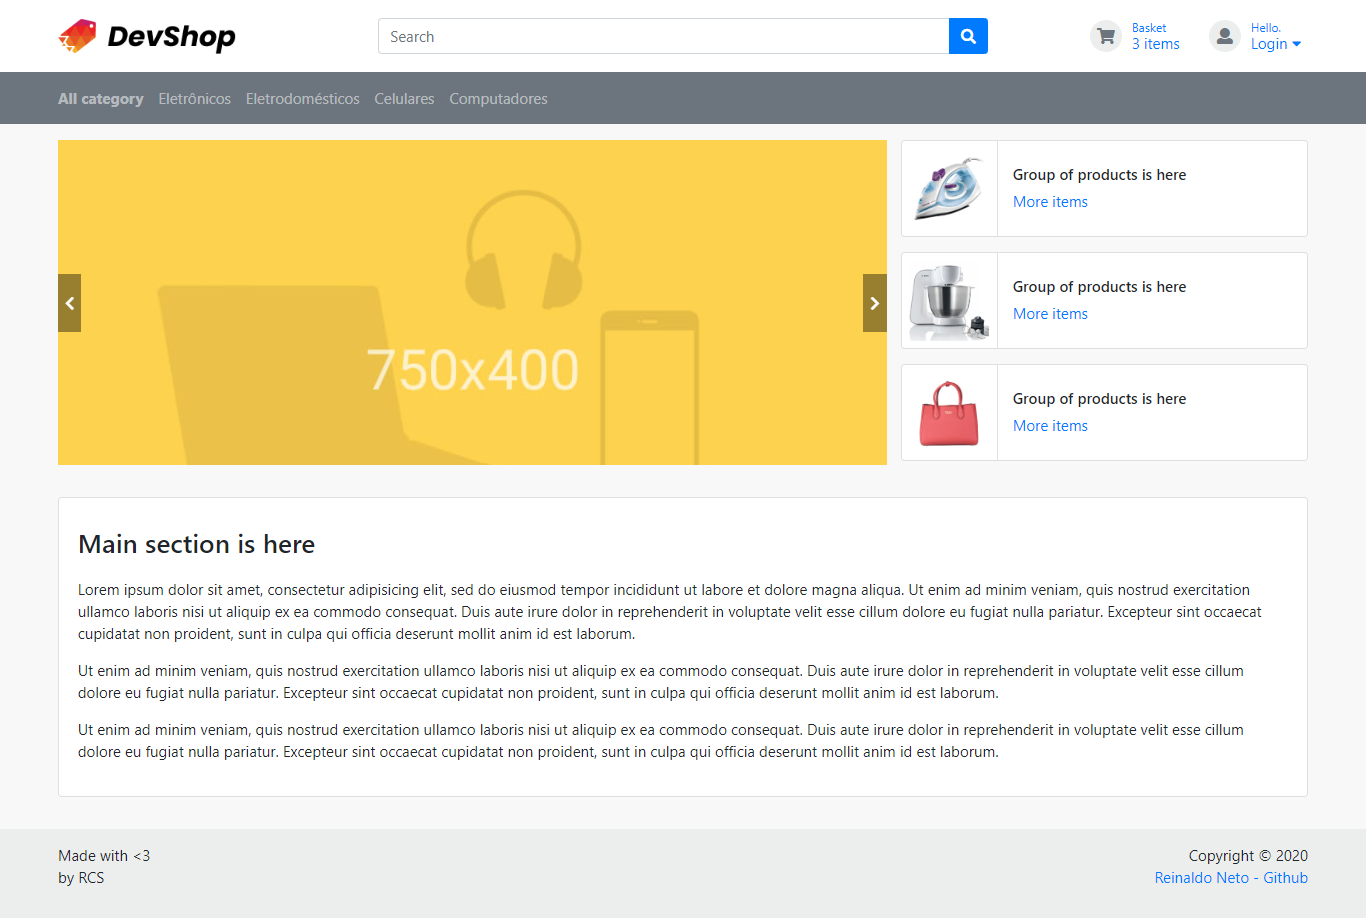 DevShop
Search
Basket
3 items
Hello.
Login
All category Eletrônicos Eletrodomésticos Celulares Computadores
750x400
Group of products is here
More items
Group of products is here
More items
Group of products is here
More items
Main section is here
Lorem ipsum dolor sit amet, consectetur adipisicing elit, sed do eiusmod tempor incididunt ut labore et dolore magna aliqua. Ut enim ad minim veniam, quis nostrud exercitation
ullamco laboris nisi ut aliquip ex ea commodo consequat. Duis aute irure dolor in reprehenderit in voluptate velit esse cillum dolore eu fugiat nulla pariatur. Excepteur sint occaecat
cupidatat non proident, sunt in culpa qui officia deserunt mollit anim id est laborum.
Ut enim ad minim veniam, quis nostrud exercitation ullamco laboris nisi ut aliquip ex ea commodo consequat. Duis aute irure dolor in reprehenderit in voluptate velit esse cillum
dolore eu fugiat nulla pariatur. Excepteur sint occaecat cupidatat non proident, sunt in culpa qui officia deserunt mollit anim id est laborum.
Ut enim ad minim veniam, quis nostrud exercitation ullamco laboris nisi ut aliquip ex ea commodo consequat. Duis aute irure dolor in reprehenderit in voluptate velit esse cillum
dolore eu fugiat nulla pariatur. Excepteur sint occaecat cupidatat non proident, sunt in culpa qui officia deserunt mollit anim id est laborum.
Made with <3
by RCS
Copyright © 2020
Reinaldo Neto - Github